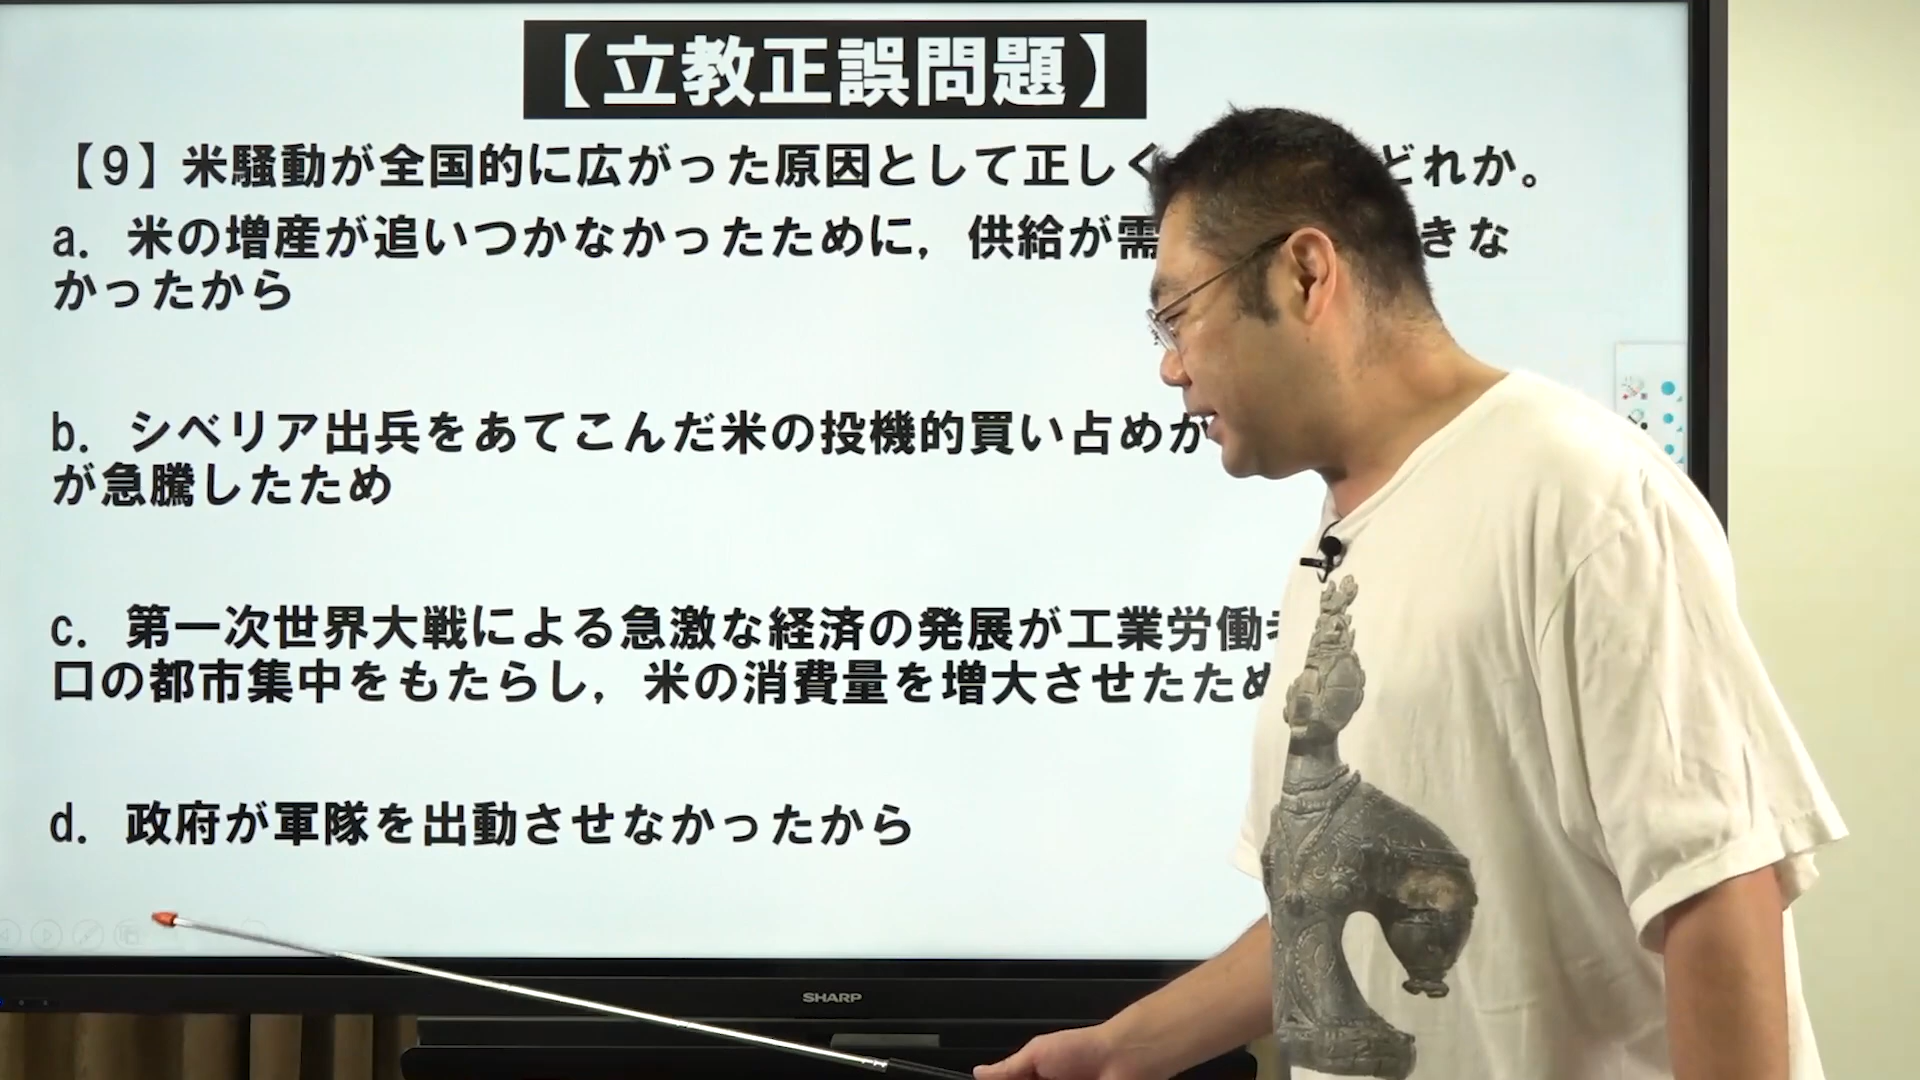 【立教正誤問題】
【９】米騒動が全国的に広がった原因として正しく どれか。
a. 米の増産が追いつかなかったために，供給が需 きな
かったから
b. シベリア出兵をあてこんだ米の投機的買い占めが
が急騰したため
c. 第一次世界大戦による急激な経済の発展が工業労働者
口の都市集中をもたらし，米の消費量を増大させたため
d. 政府が軍隊を出動させなかったから
SHARP